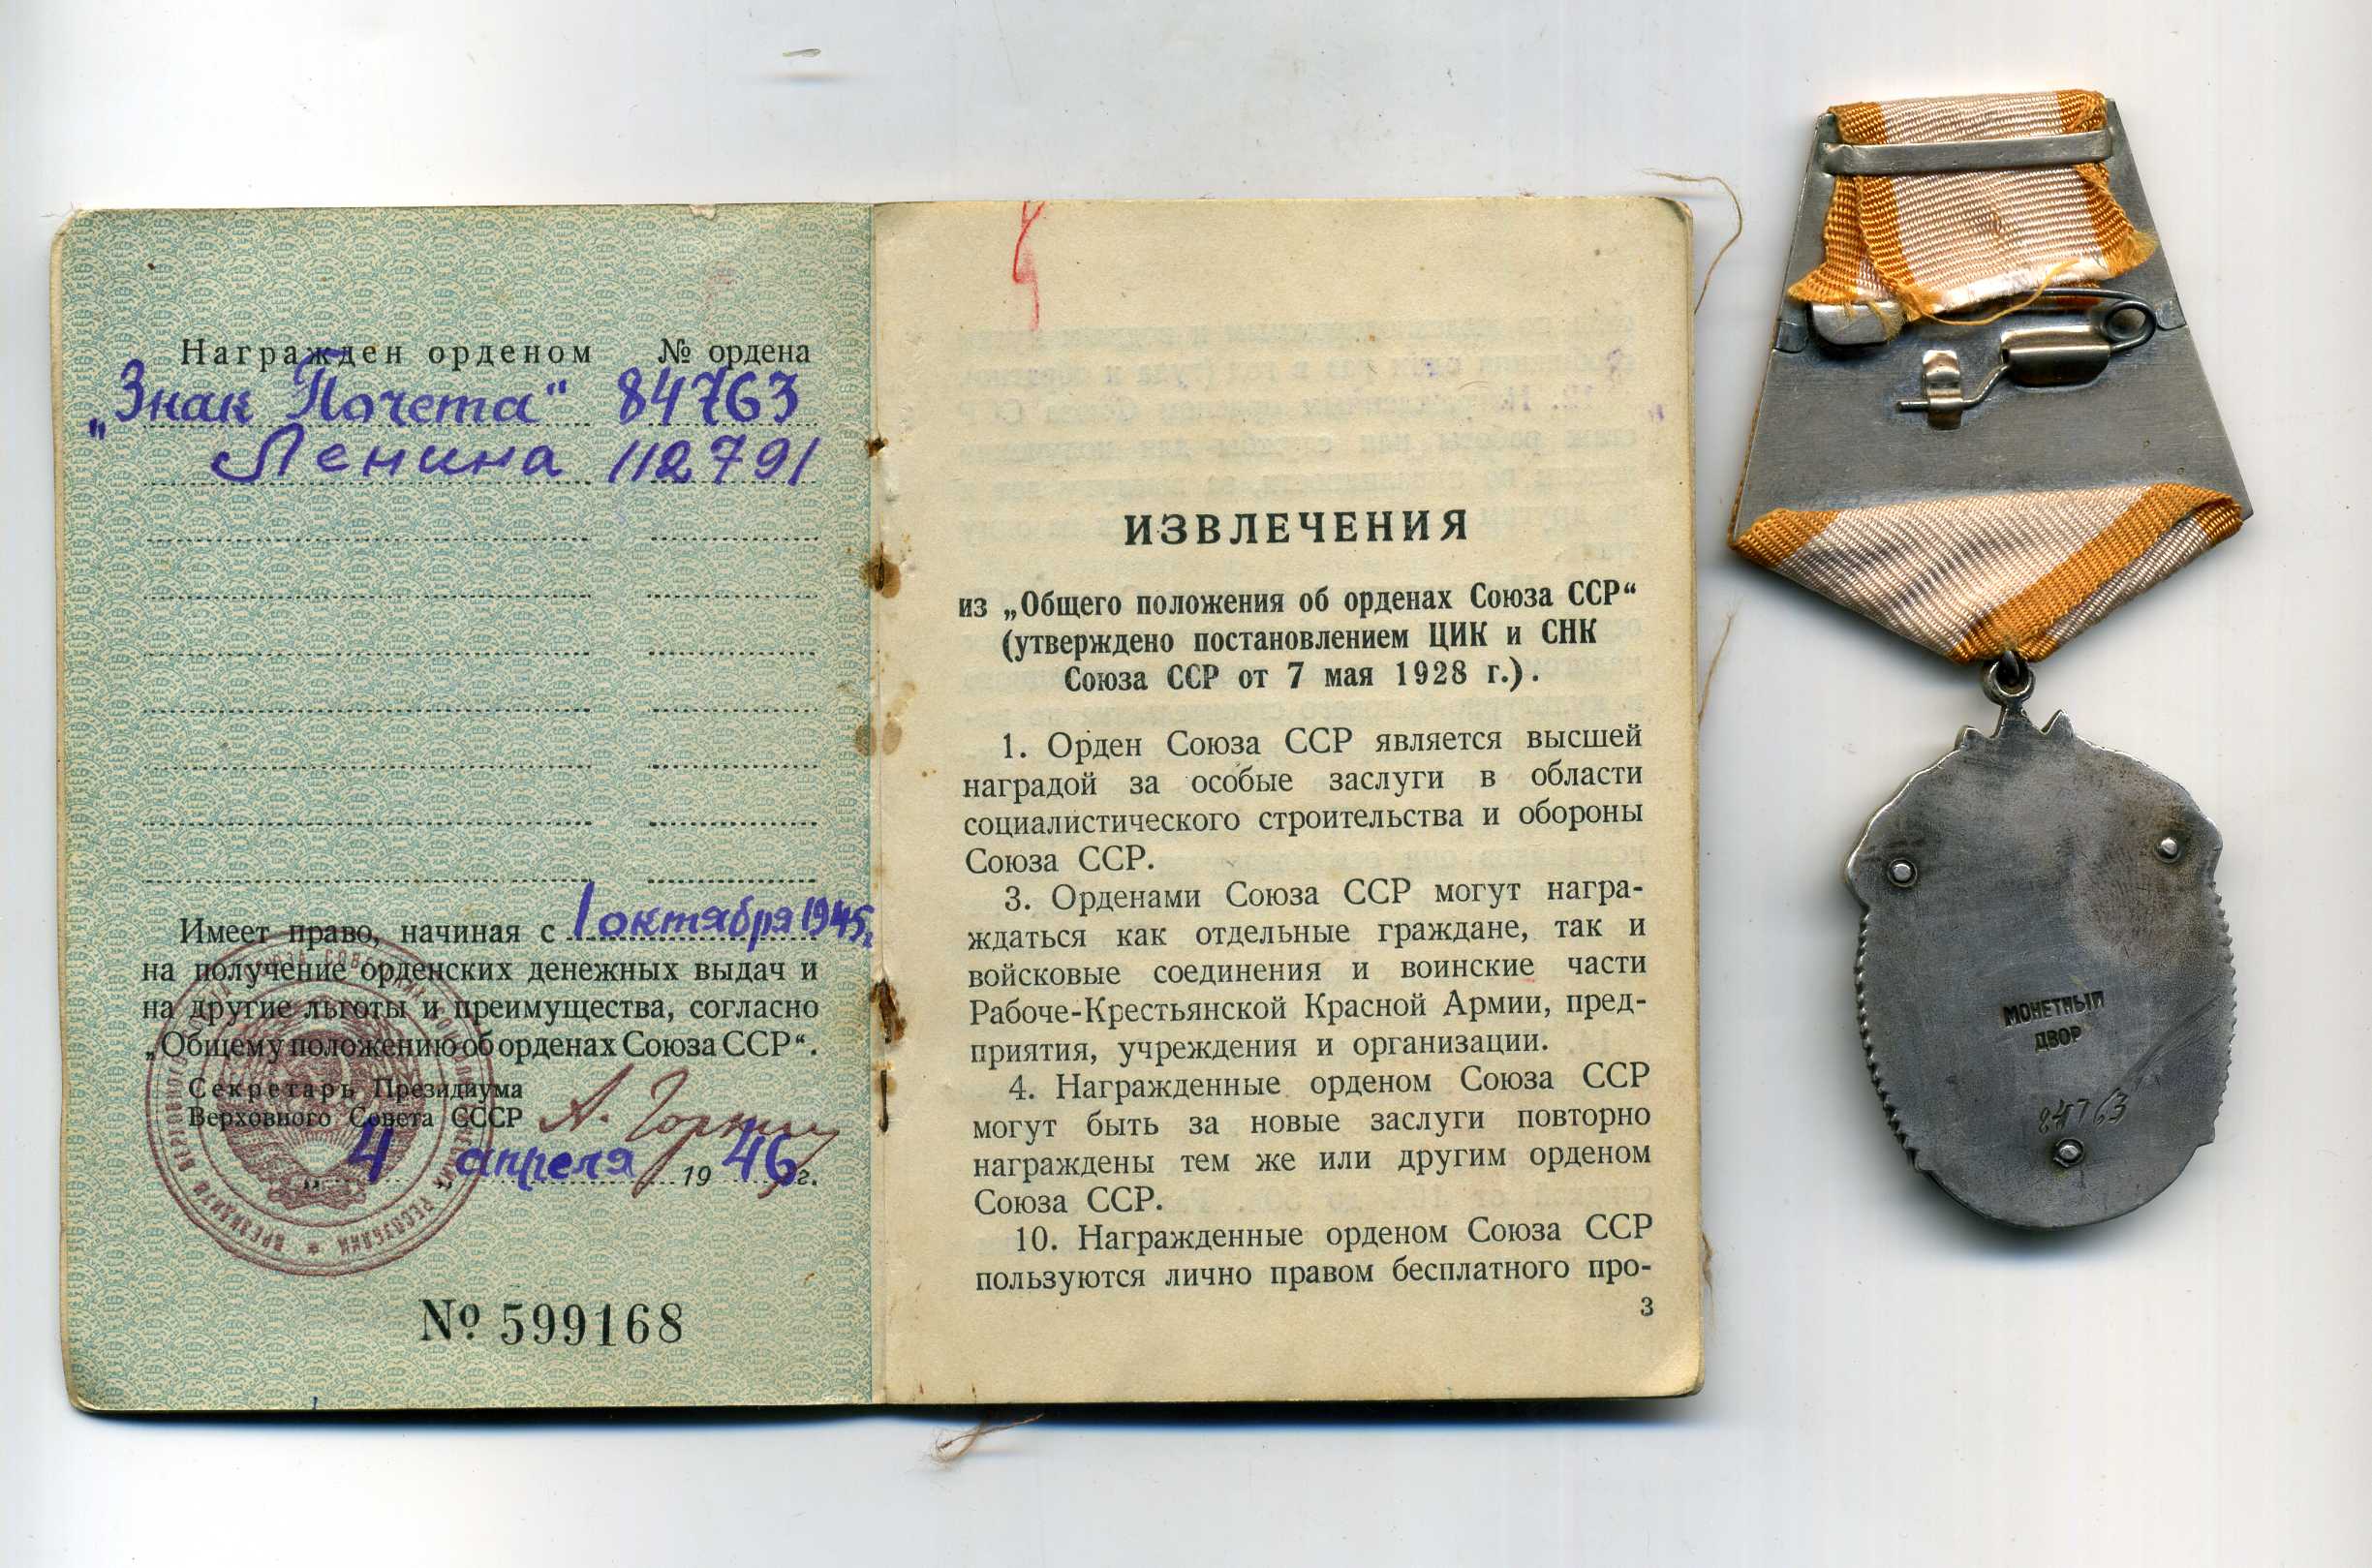 Награжден орденом № ордена
„Знак Почета“ 84763
Ленина 112791
Имеет право, начиная с 1 октября 1945г.
на получение орденских денежных выдач и
на другие льготы и преимущества, согласно
„Общему положению об орденах Союза ССР“.
Секретарь Президиума
Верховного Совета СССР А. Горкин
„4“ апреля 1946 г.
№ 599168
ИЗВЛЕЧЕНИЯ
из „Общего положения об орденах Союза ССР“
(утверждено постановлением ЦИК и СНК
Союза ССР от 7 мая 1928 г.).
1. Орден Союза ССР является высшей
наградой за особые заслуги в области
социалистического строительства и обороны
Союза ССР.
3. Орденами Союза ССР могут награ-
ждаться как отдельные граждане, так и
войсковые соединения и воинские части
Рабоче-Крестьянской Красной Армии, пред-
приятия, учреждения и организации.
4. Награжденные орденом Союза ССР
могут быть за новые заслуги повторно
награждены тем же или другим орденом
Союза ССР.
10. Награжденные орденом Союза ССР
пользуются лично правом бесплатного про-
3
МОНЕТНЫЙ
ДВОР
84763